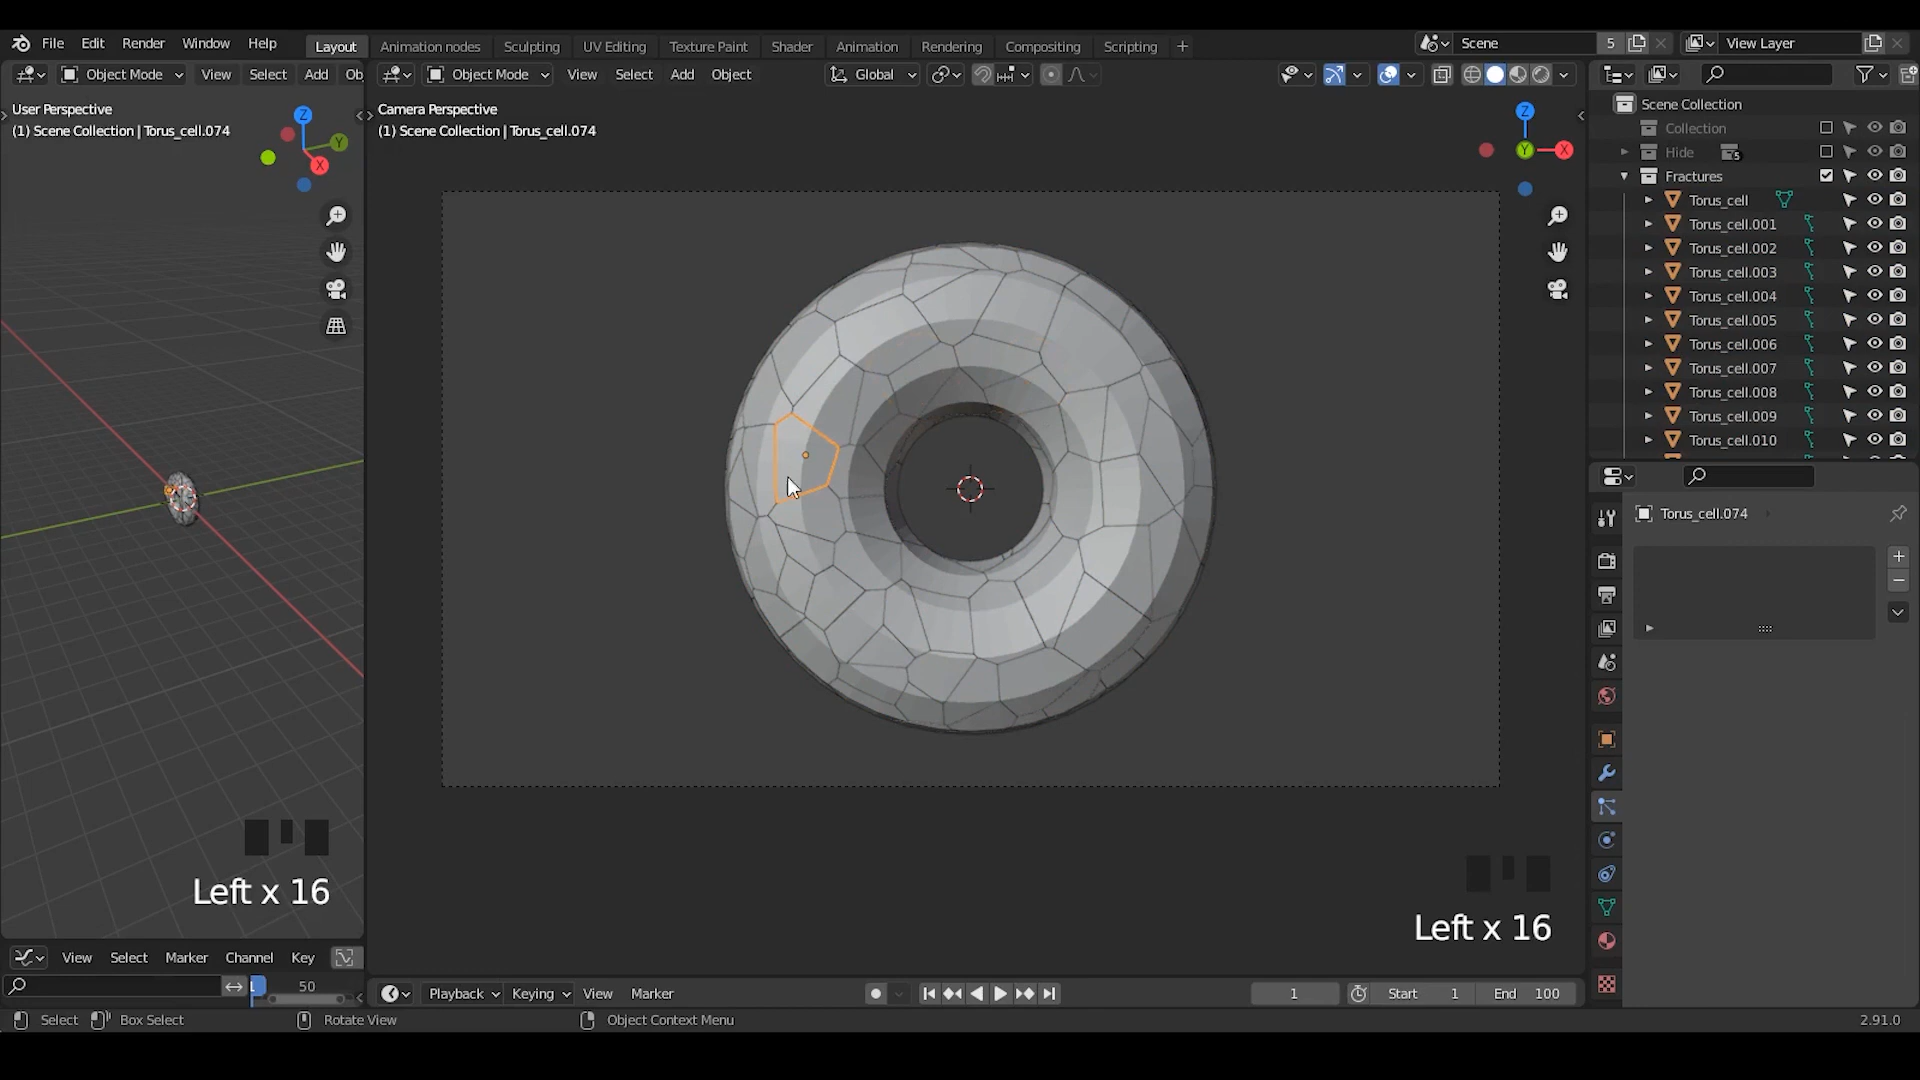 File Edit Render Window Help Layout Animation nodes Sculpting UV Editing Texture Paint Shader Animation Rendering Compositing Scripting + Scene 5 View Layer
Object Mode View Select Add Ob Object Mode View Select Add Object Global
User Perspective
(1) Scene Collection | Torus_cell.074
Camera Perspective
(1) Scene Collection | Torus_cell.074
Z
Y
X
Z
Y
X
Scene Collection
Collection
Hide 5
Fractures
Torus_cell
Torus_cell.001
Torus_cell.002
Torus_cell.003
Torus_cell.004
Torus_cell.005
Torus_cell.006
Torus_cell.007
Torus_cell.008
Torus_cell.009
Torus_cell.010
Torus_cell.074
Left x 16
Left x 16
View Select Marker Channel Key
1 50
Playback Keying View Marker 1 Start 1 End 100
Select Box Select Rotate View Object Context Menu 2.91.0